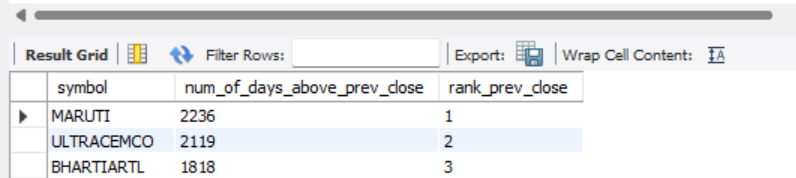 Result Grid Filter Rows: Export: Wrap Cell Content: IA
symbol num_of_days_above_prev_close rank_prev_close
MARUTI 2236 1
ULTRACEMCO 2119 2
BHARTIARTL 1818 3